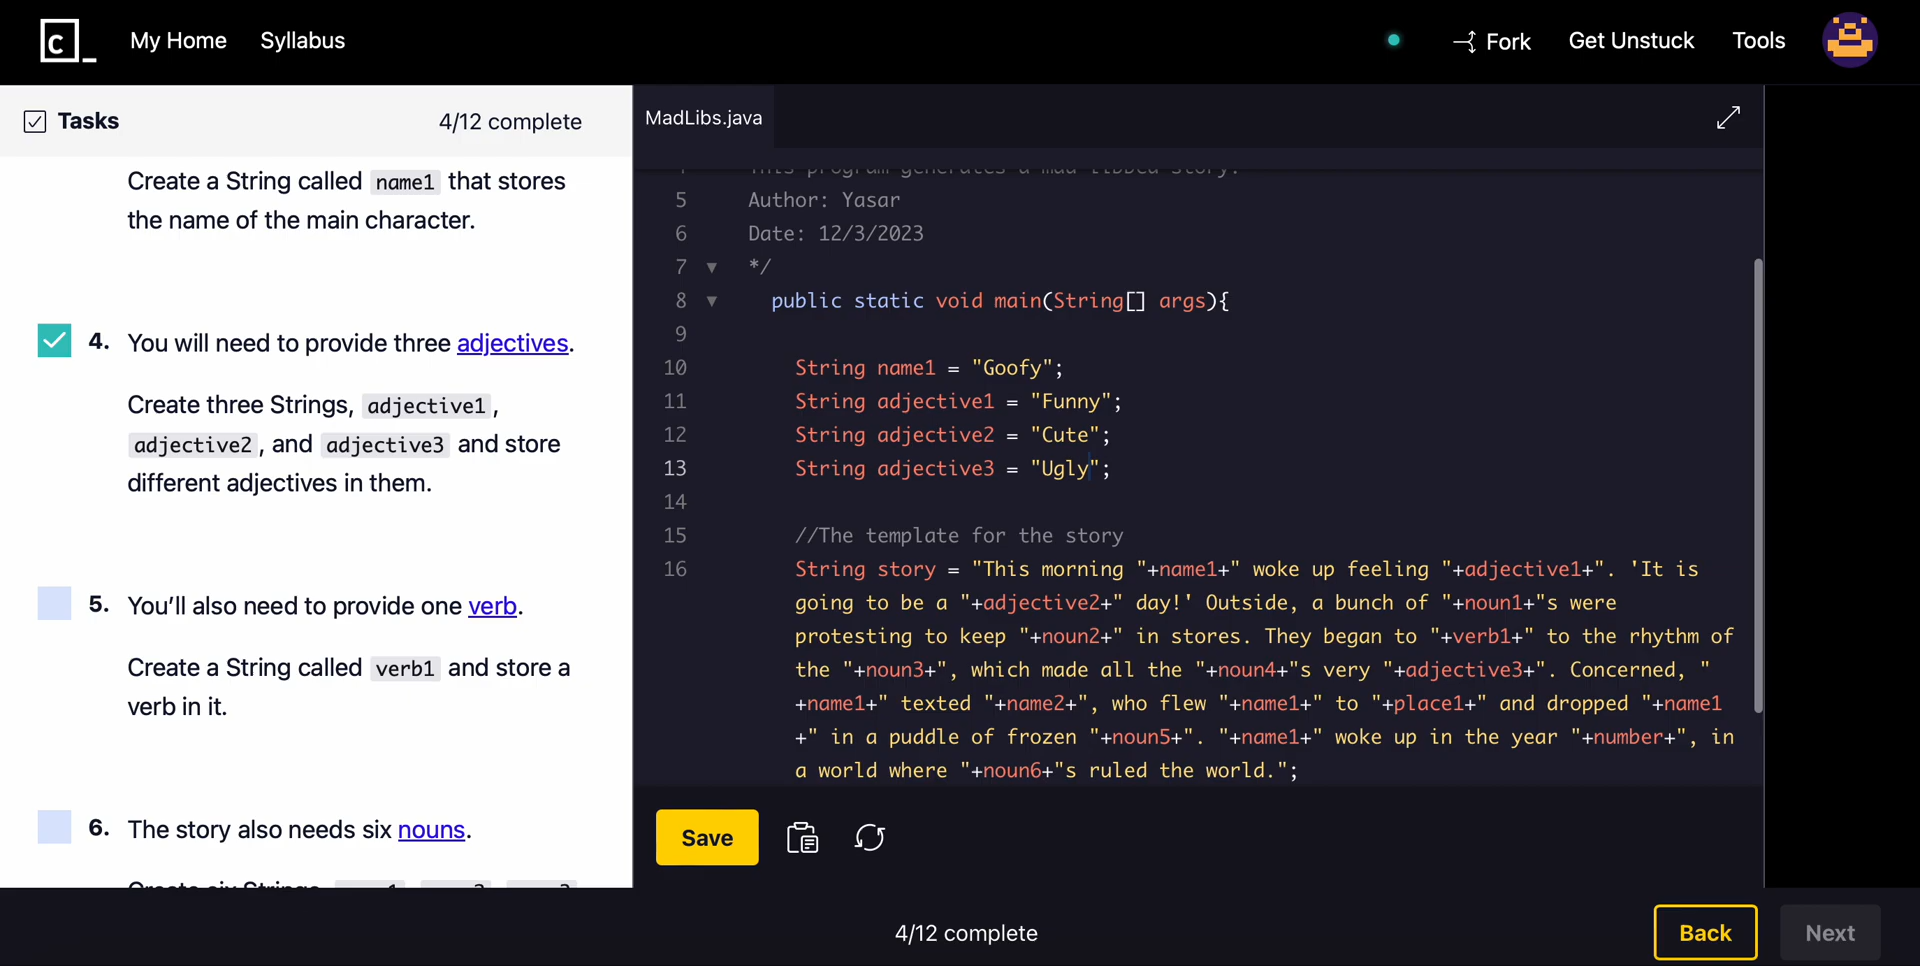 c_
My Home
Syllabus
Fork
Get Unstuck
Tools
Tasks
4/12 complete
Create a String called name1 that stores
the name of the main character.
4. You will need to provide three adjectives.
Create three Strings, adjective1,
adjective2, and adjective3 and store
different adjectives in them.
5. You’ll also need to provide one verb.
Create a String called verb1 and store a
verb in it.
6. The story also needs six nouns.
Create six Strings
MadLibs.java
This program generates a mad libbed story.
5 Author: Yasar
6 Date: 12/3/2023
7 */
8 public static void main(String[] args){
9
10 String name1 = "Goofy";
11 String adjective1 = "Funny";
12 String adjective2 = "Cute";
13 String adjective3 = "Ugly";
14
15 //The template for the story
16 String story = "This morning "+name1+" woke up feeling "+adjective1+". 'It is
going to be a "+adjective2+" day!' Outside, a bunch of "+noun1+"s were
protesting to keep "+noun2+" in stores. They began to "+verb1+" to the rhythm of
the "+noun3+", which made all the "+noun4+"s very "+adjective3+". Concerned, "
+name1+" texted "+name2+", who flew "+name1+" to "+place1+" and dropped "+name1
+" in a puddle of frozen "+noun5+". "+name1+" woke up in the year "+number+", in
a world where "+noun6+"s ruled the world.";
Save
4/12 complete
Back
Next